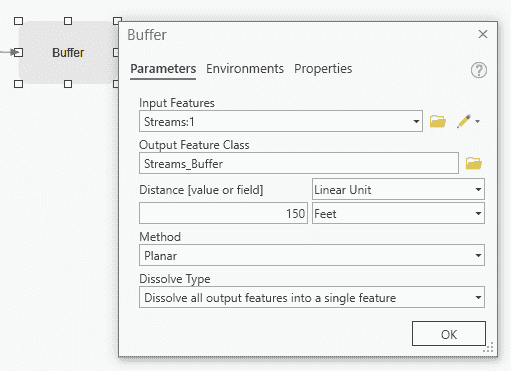 Buffer
Buffer
Parameters Environments Properties
Input Features
Streams:1
Output Feature Class
Streams_Buffer
Distance [value or field] Linear Unit
150 Feet
Method
Planar
Dissolve Type
Dissolve all output features into a single feature
OK